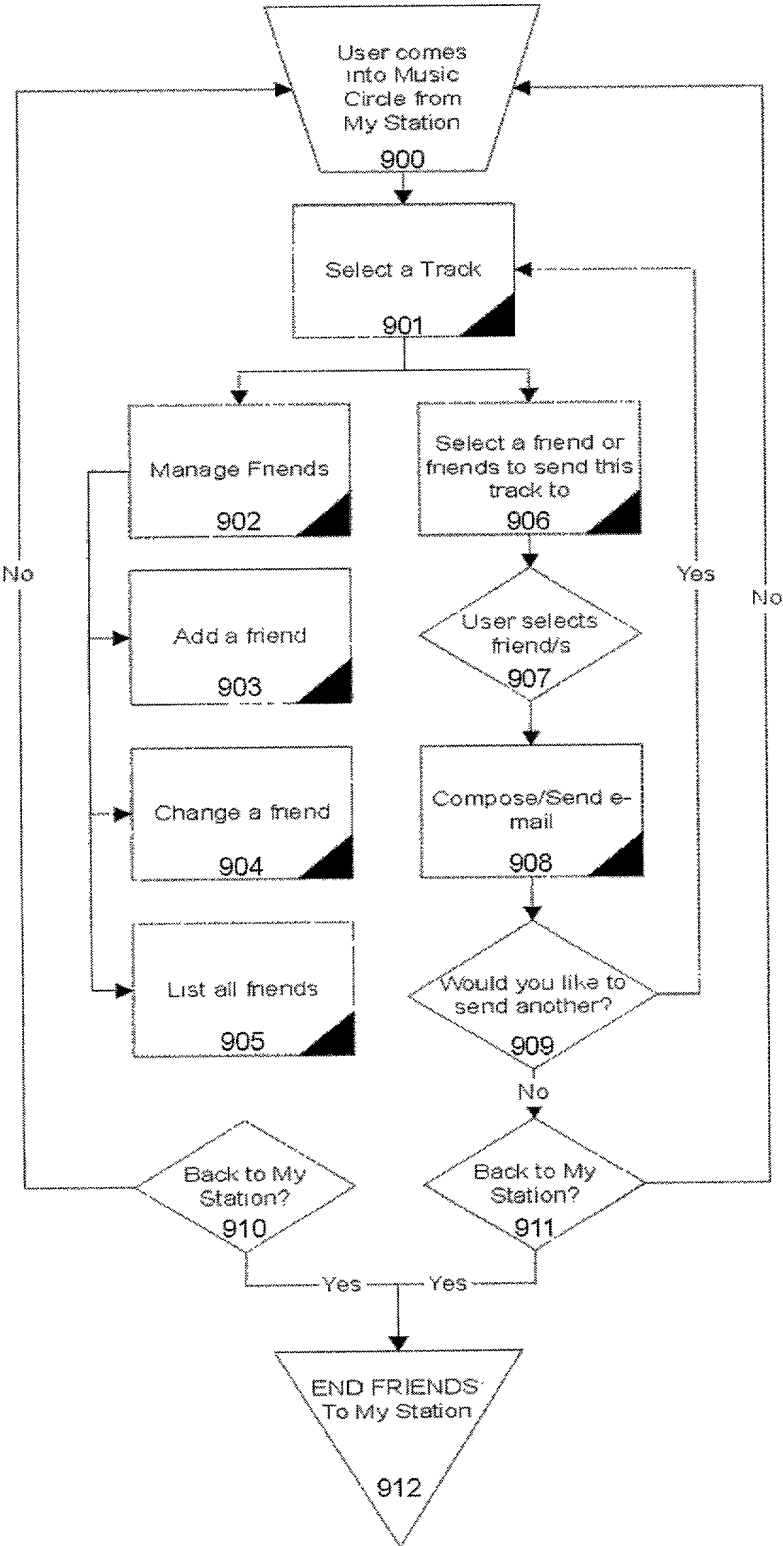 User comes
into Music
Circle from
My Station
900
Select a Track
901
Manage Friends
902
Select a friend or
friends to send this
track to
906
No
Yes
No
User selects
friend/s
907
Add a friend
903
Change a friend
904
Compose/Send e-
mail
908
List all friends
905
Would you like to
send another?
909
No
Back to My
Station?
910
Back to My
Station?
911
Yes
Yes
END FRIENDS
To My Station
912